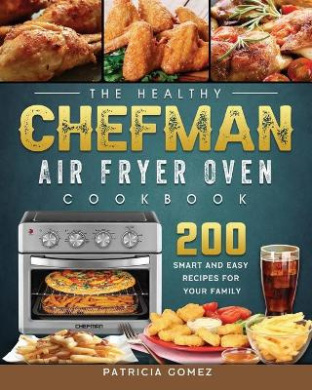 THE HEALTHY
CHEFMAN
AIR FRYER OVEN
COOKBOOK
200
SMART AND EASY
RECIPES FOR
YOUR FAMILY
CHEFMAN
PATRICIA GOMEZ